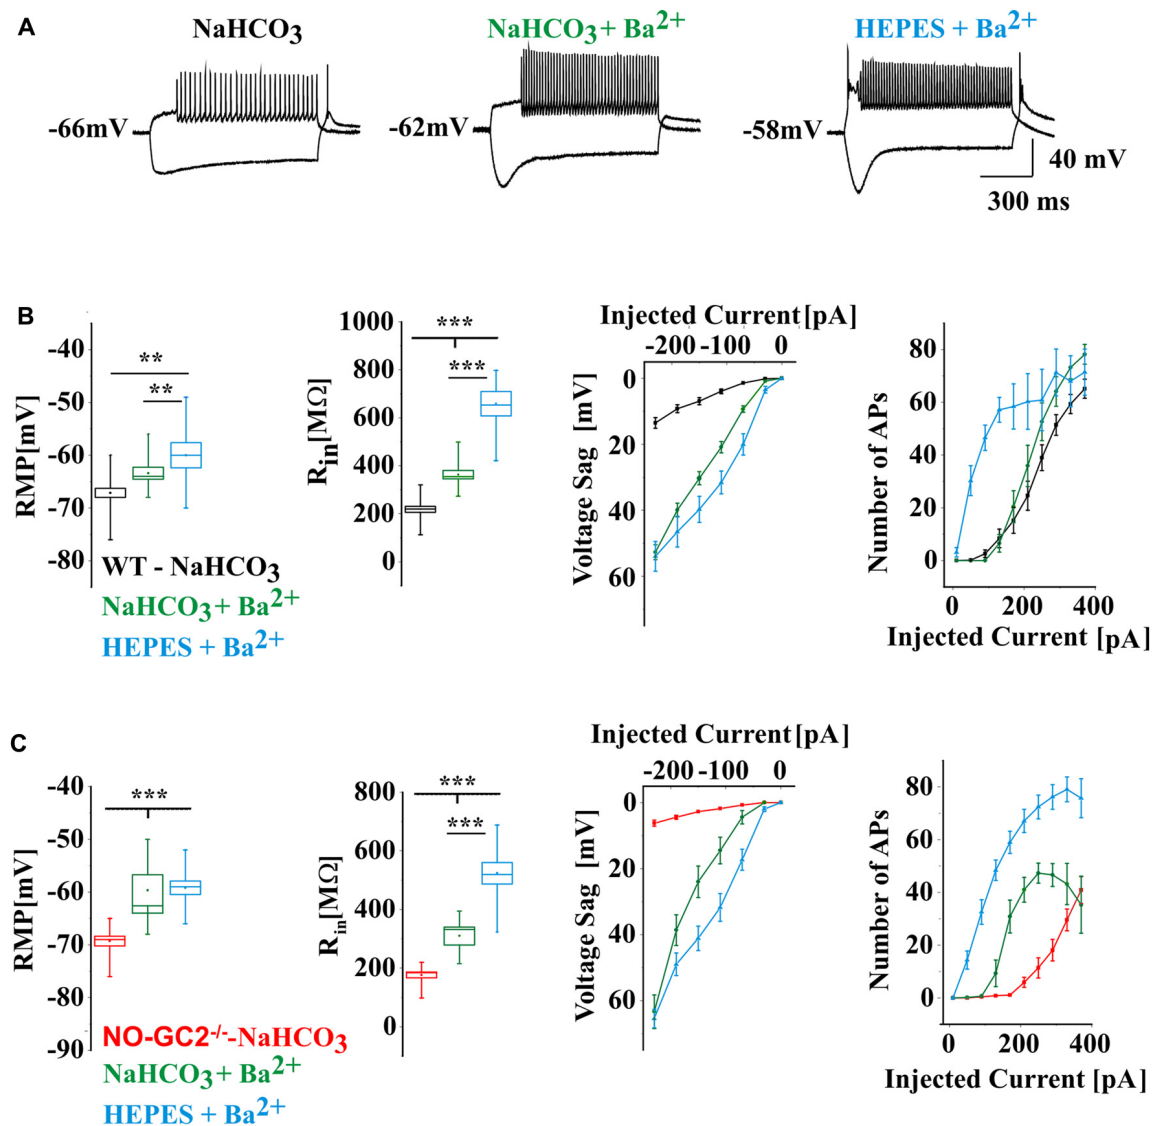 A
NaHCO3
NaHCO3 + Ba2+
HEPES + Ba2+
-66mV
-62mV
-58mV
40 mV
300 ms
B
RMP[mV]
-40
-50
-60
-70
-80
**
**
WT - NaHCO3
NaHCO3 + Ba2+
HEPES + Ba2+
Rin[MΩ]
1000
800
600
400
200
0
***
***
Injected Current [pA]
-200 -100 0
Voltage Sag [mV]
0
20
40
60
Number of APs
80
60
40
20
0
0 200 400
Injected Current [pA]
C
RMP[mV]
-40
-50
-60
-70
-80
-90
***
NO-GC2-/--NaHCO3
NaHCO3 + Ba2+
HEPES + Ba2+
Rin[MΩ]
800
600
400
200
0
***
***
Injected Current [pA]
-200 -100 0
Voltage Sag [mV]
0
20
40
60
Number of APs
80
60
40
20
0
0 200 400
Injected Current [pA]